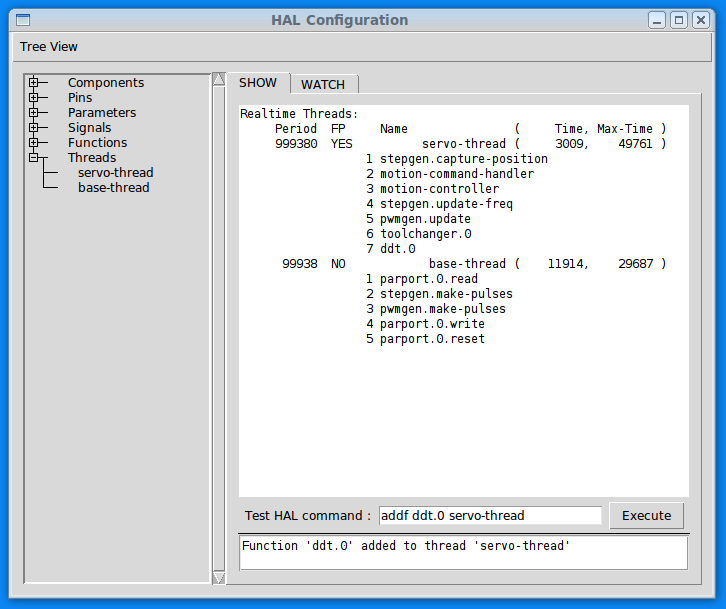 HAL Configuration
Tree View
Components
Pins
Parameters
Signals
Functions
Threads
servo-thread
base-thread
SHOW WATCH
Realtime Threads:
Period FP Name ( Time, Max-Time )
999380 YES servo-thread ( 3009, 49761 )
1 stepgen.capture-position
2 motion-command-handler
3 motion-controller
4 stepgen.update-freq
5 pwmgen.update
6 toolchanger.0
7 ddt.0
99938 NO base-thread ( 11914, 29687 )
1 parport.0.read
2 stepgen.make-pulses
3 pwmgen.make-pulses
4 parport.0.write
5 parport.0.reset
Test HAL command : addf ddt.0 servo-thread Execute
Function 'ddt.0' added to thread 'servo-thread'